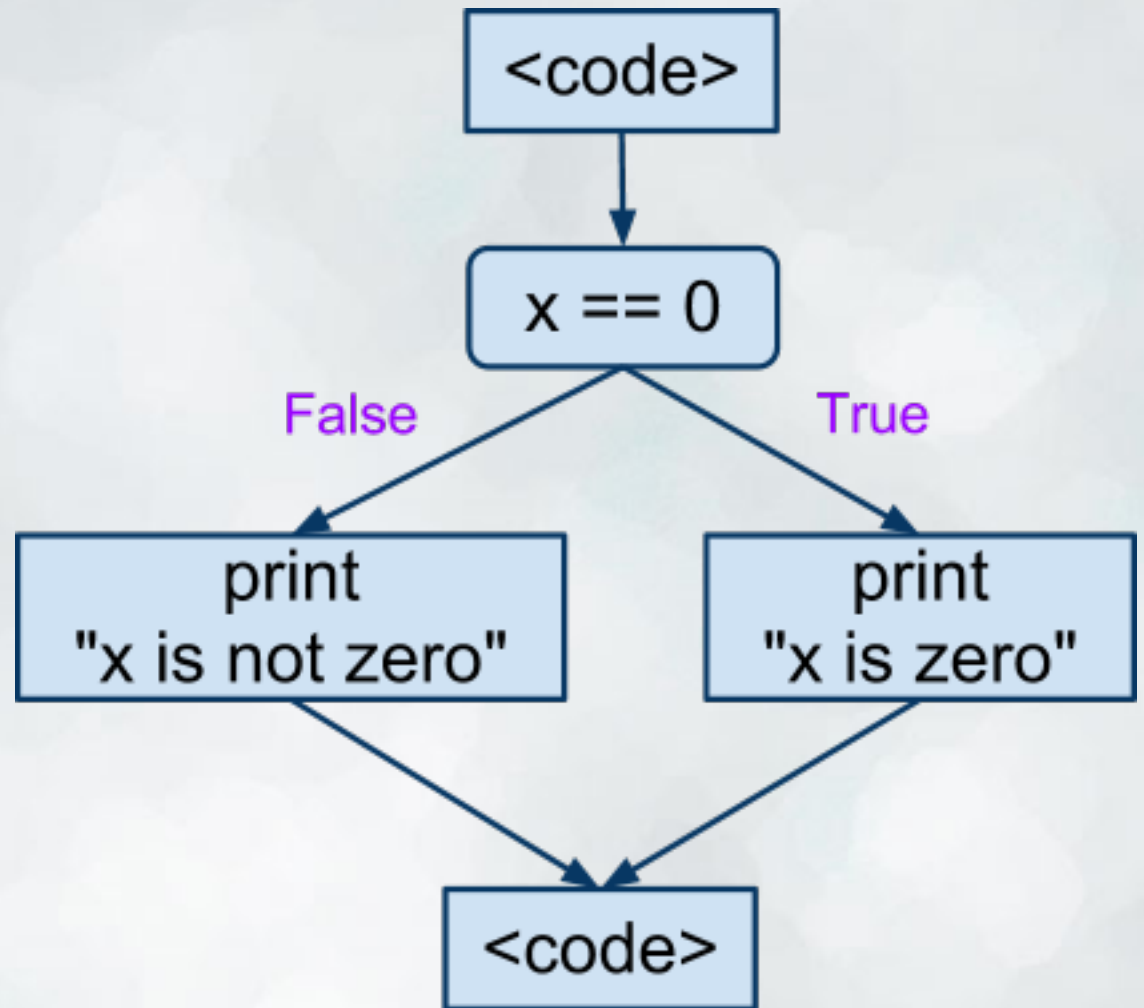 <code>
x == 0
False
True
print
"x is not zero"
print
"x is zero"
<code>